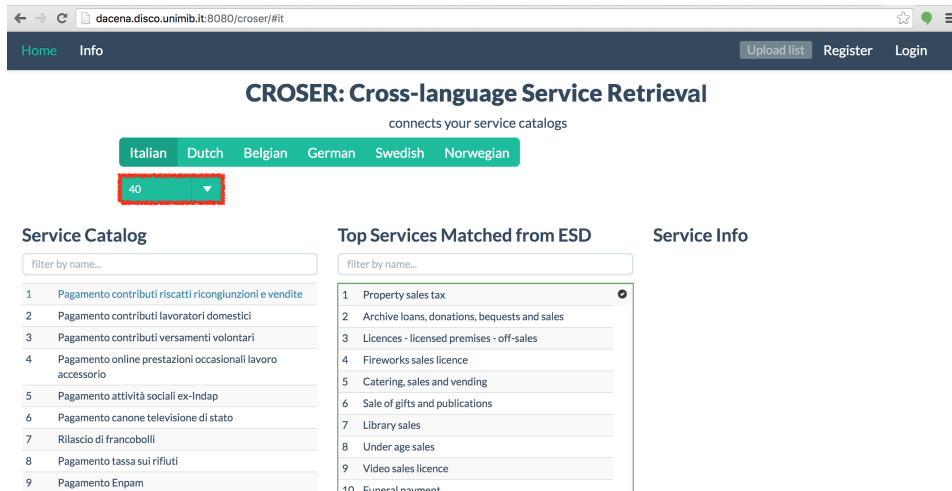 dacena.disco.unimib.it:8080/croser/#it
Home Info Upload list Register Login
CROSER: Cross-language Service Retrieval
connects your service catalogs
Italian Dutch Belgian German Swedish Norwegian
40
Service Catalog
filter by name...
1 Pagamento contributi riscatti ricongiunzioni e vendite
2 Pagamento contributi lavoratori domestici
3 Pagamento contributi versamenti volontari
4 Pagamento online prestazioni occasionali lavoro
accessorio
5 Pagamento attività sociali ex-Indap
6 Pagamento canone televisione di stato
7 Rilascio di francobolli
8 Pagamento tassa sui rifiuti
9 Pagamento Enpam
Top Services Matched from ESD
filter by name...
1 Property sales tax
2 Archive loans, donations, bequests and sales
3 Licences - licensed premises - off-sales
4 Fireworks sales licence
5 Catering, sales and vending
6 Sale of gifts and publications
7 Library sales
8 Under age sales
9 Video sales licence
10 Funeral payment
Service Info